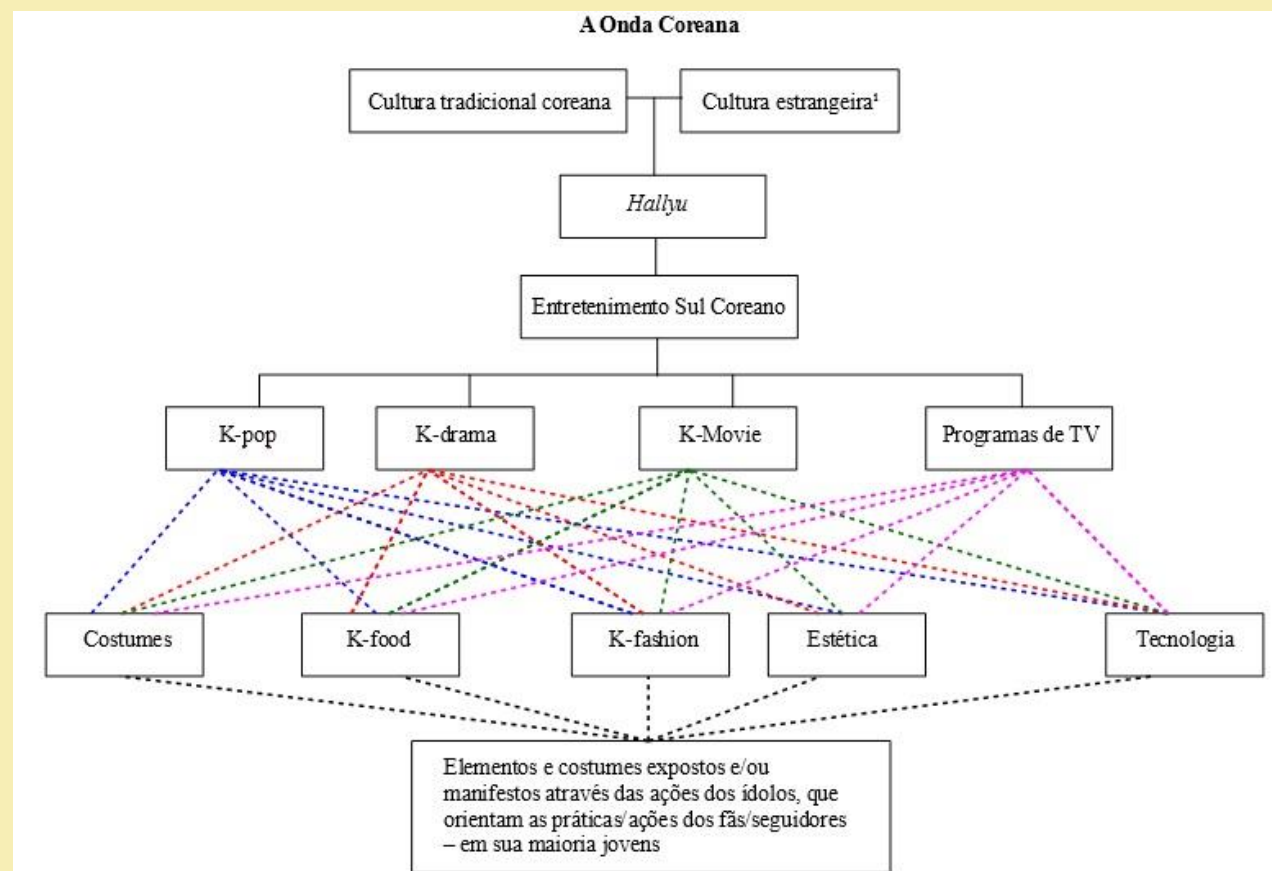 A Onda Coreana
Cultura tradicional coreana
Cultura estrangeira¹
Hallyu
Entretenimento Sul Coreano
K-pop
K-drama
K-Movie
Programas de TV
Costumes
K-food
K-fashion
Estética
Tecnologia
Elementos e costumes expostos e/ou
manifestos através das ações dos ídolos, que
orientam as práticas/ações dos fãs/seguidores
– em sua maioria jovens